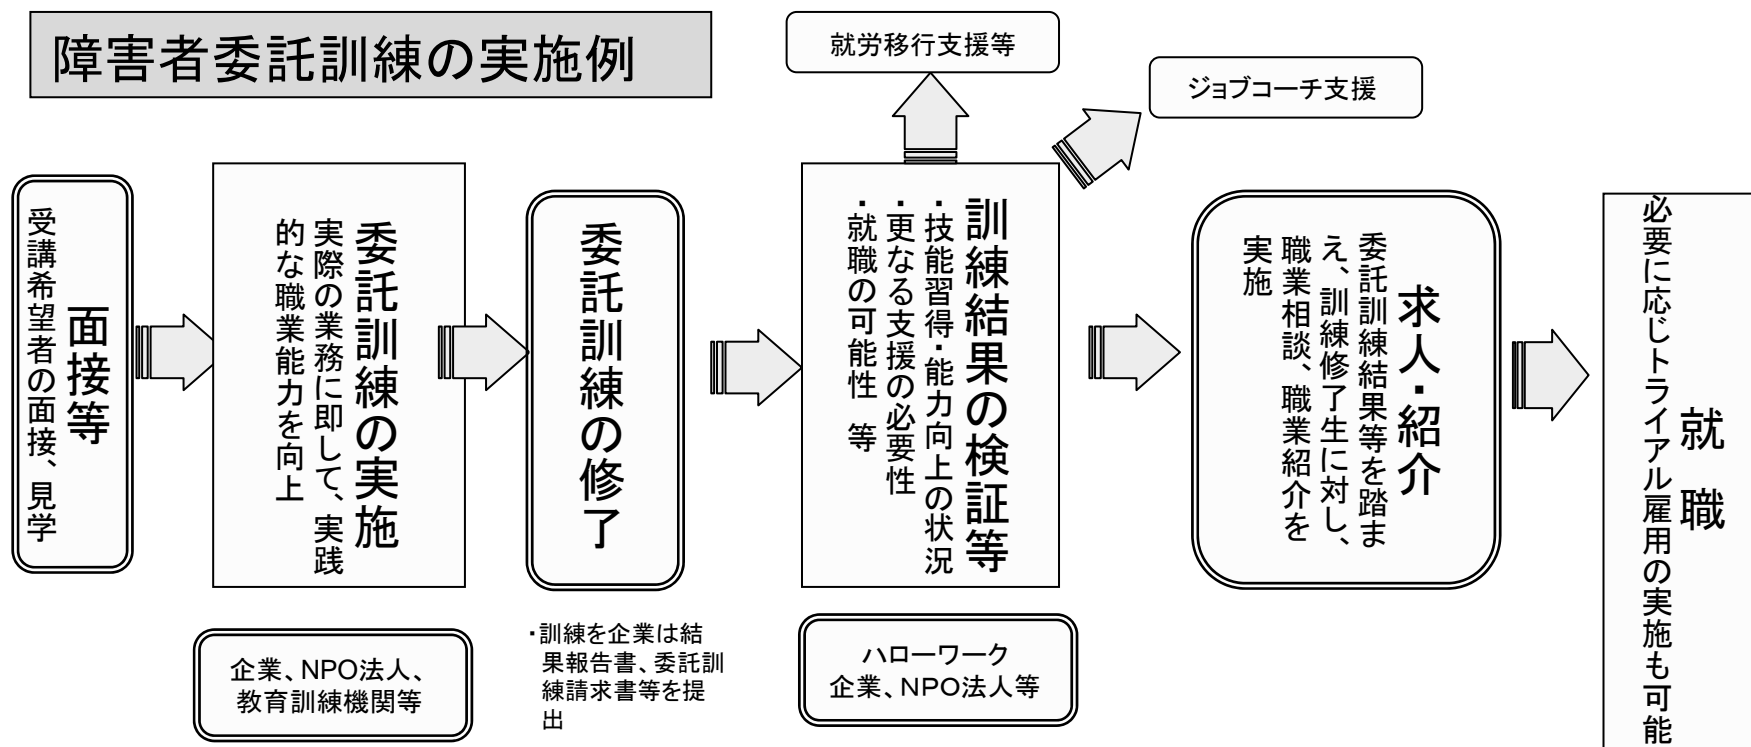 障害者委託訓練の実施例
就労移行支援等
ジョブコーチ支援
面接等
受講希望者の面接、見学
委託訓練の実施
実際の業務に即して、実践
的な職業能力を向上
企業、NPO法人、
教育訓練機関等
委託訓練の修了
・訓練を企業は結
果報告書、委託訓
練請求書等を提
出
訓練結果の検証等
・技能習得・能力向上の状況
・更なる支援の必要性
・就職の可能性 等
ハローワーク
企業、NPO法人等
求人・紹介
委託訓練結果等を踏ま
え、訓練修了生に対し、
職業相談、職業紹介を
実施
就 職
必要に応じトライアル雇用の実施も可能